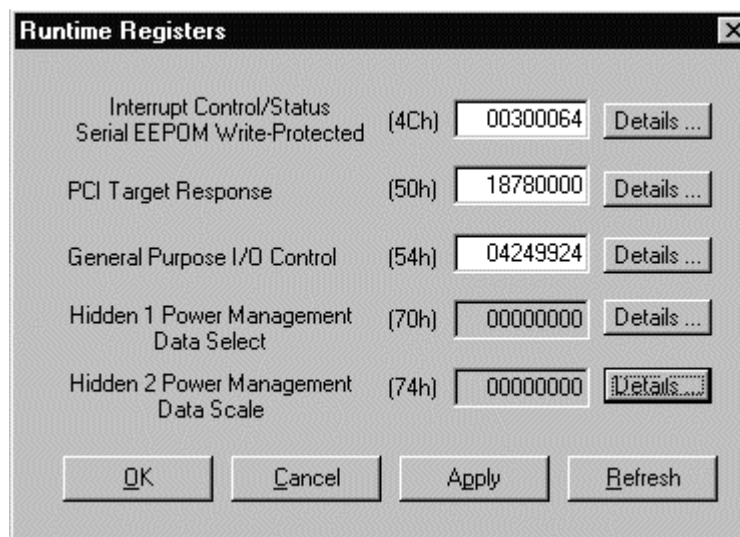 Runtime Registers
Interrupt Control/Status
Serial EEPOM Write-Protected (4Ch) 00300064 Details ...
PCI Target Response (50h) 18780000 Details ...
General Purpose I/O Control (54h) 04249924 Details ...
Hidden 1 Power Management
Data Select (70h) 00000000 Details ...
Hidden 2 Power Management
Data Scale (74h) 00000000 Details ...
OK Cancel Apply Refresh